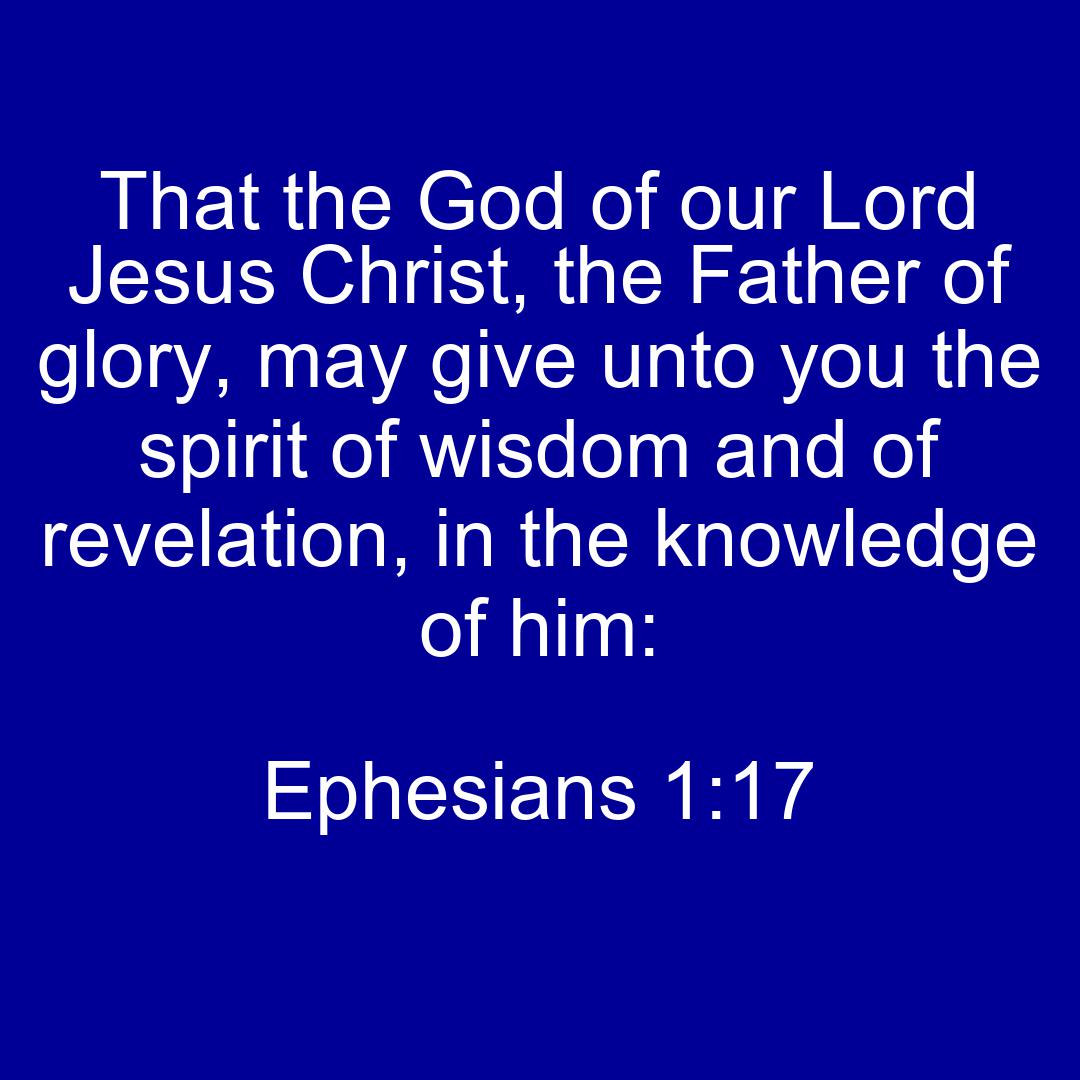 That the God of our Lord
Jesus Christ, the Father of
glory, may give unto you the
spirit of wisdom and of
revelation, in the knowledge
of him:
Ephesians 1:17